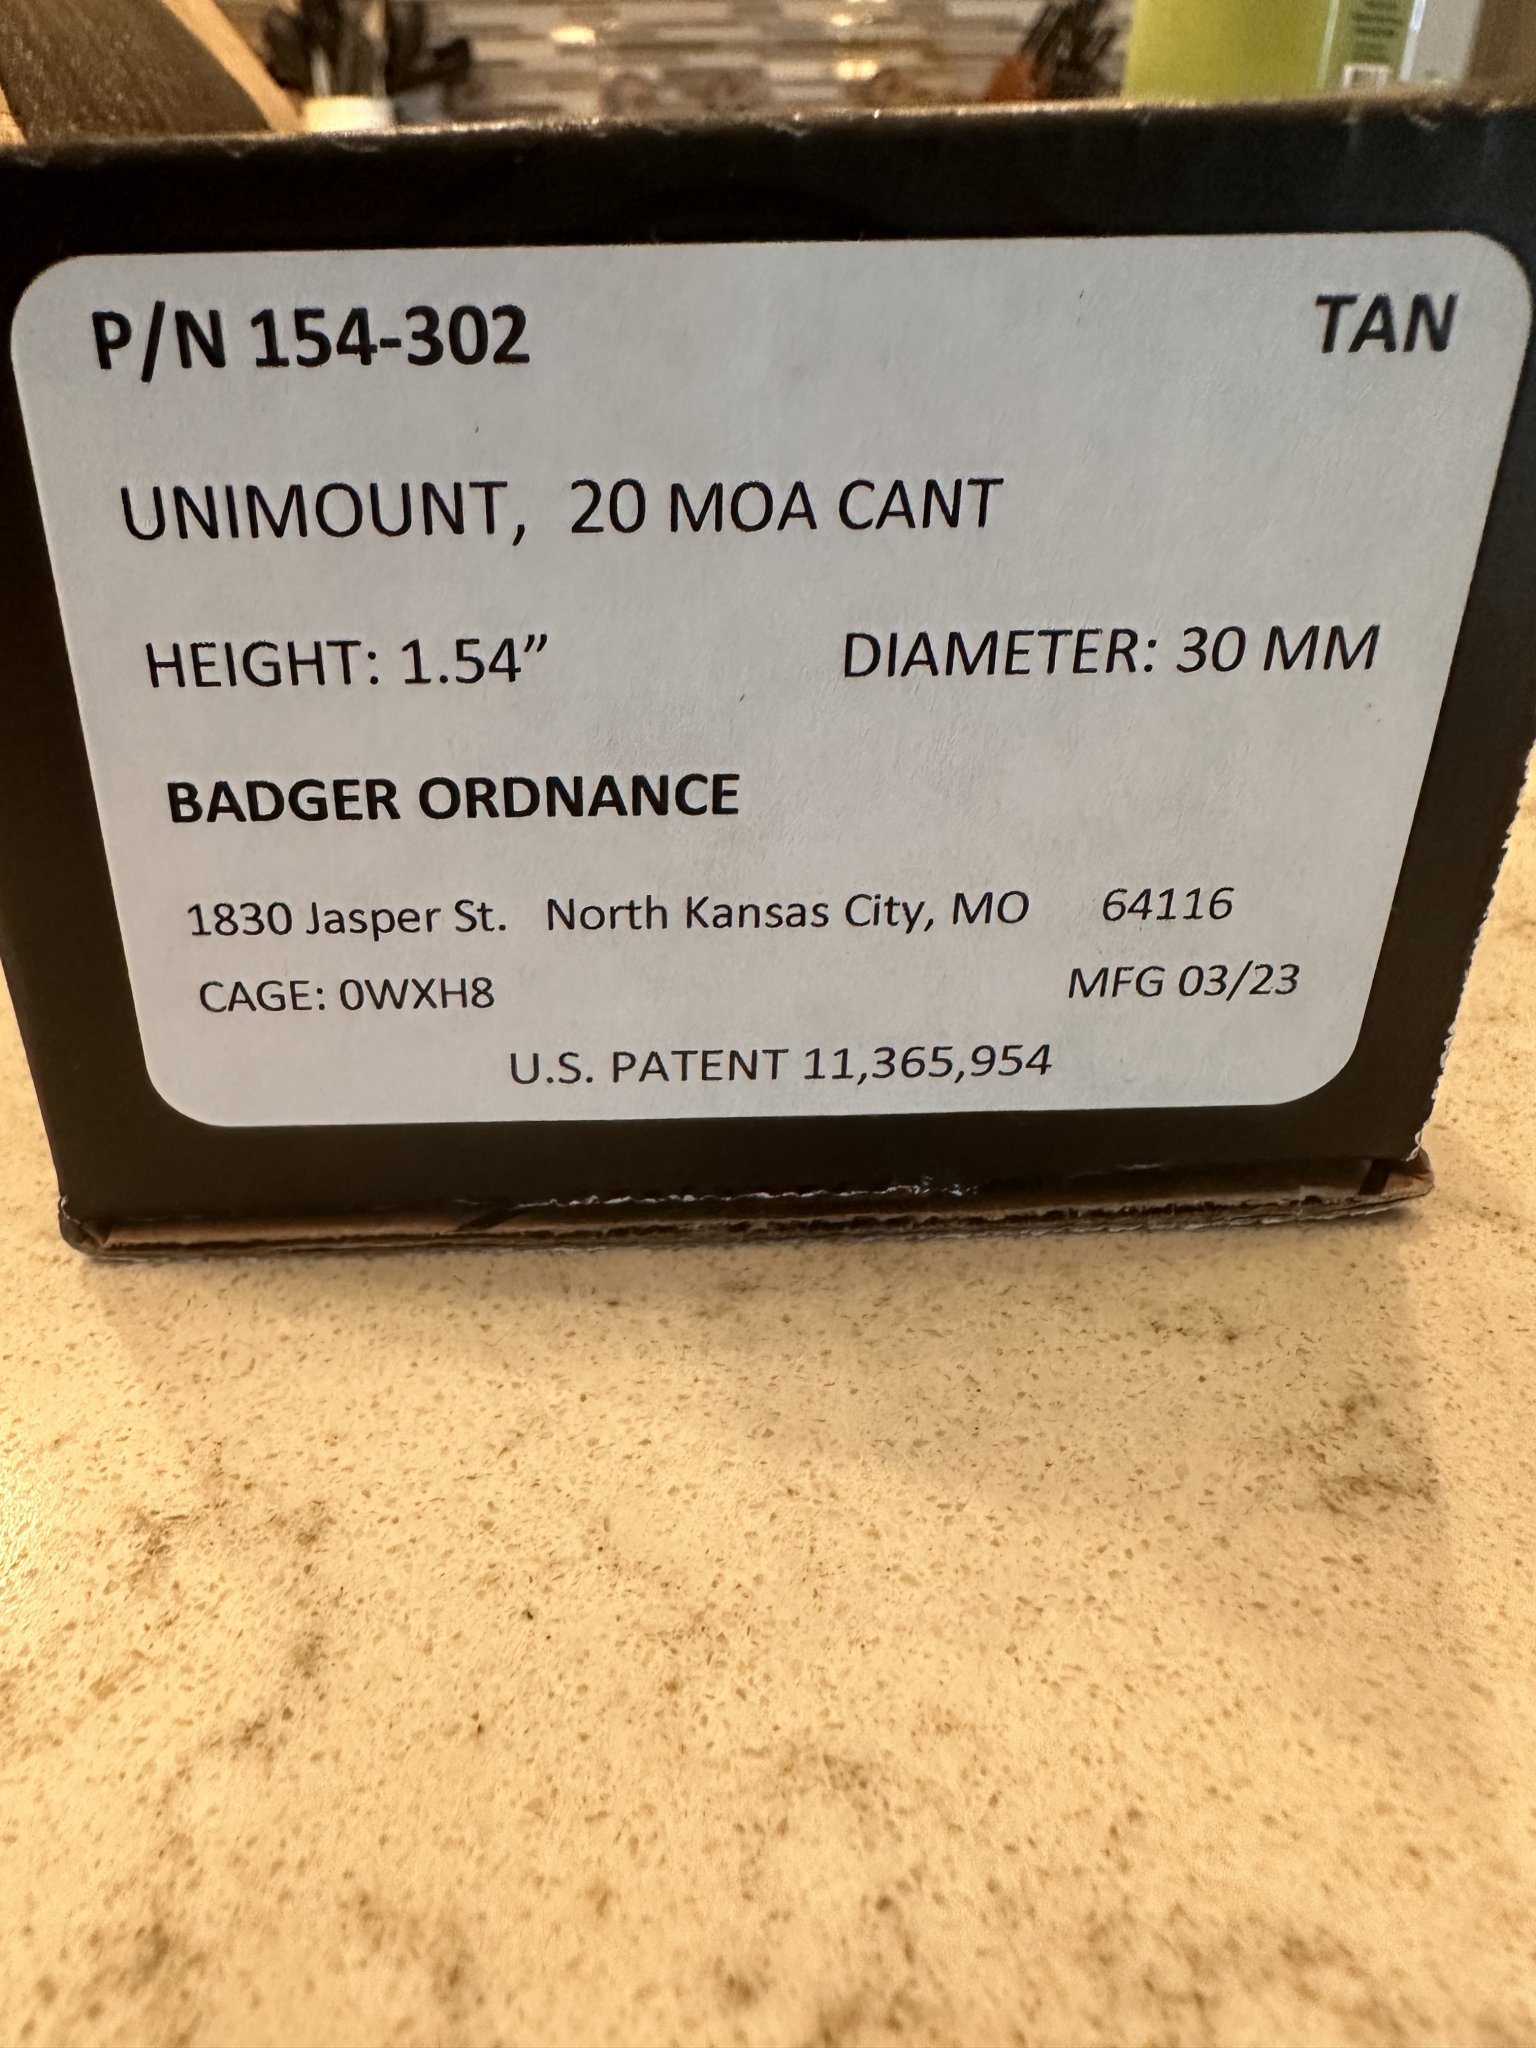 P/N 154-302 TAN
UNIMOUNT, 20 MOA CANT
HEIGHT: 1.54” DIAMETER: 30 MM
BADGER ORDNANCE
1830 Jasper St. North Kansas City, MO 64116
CAGE: 0WXH8 MFG 03/23
U.S. PATENT 11,365,954